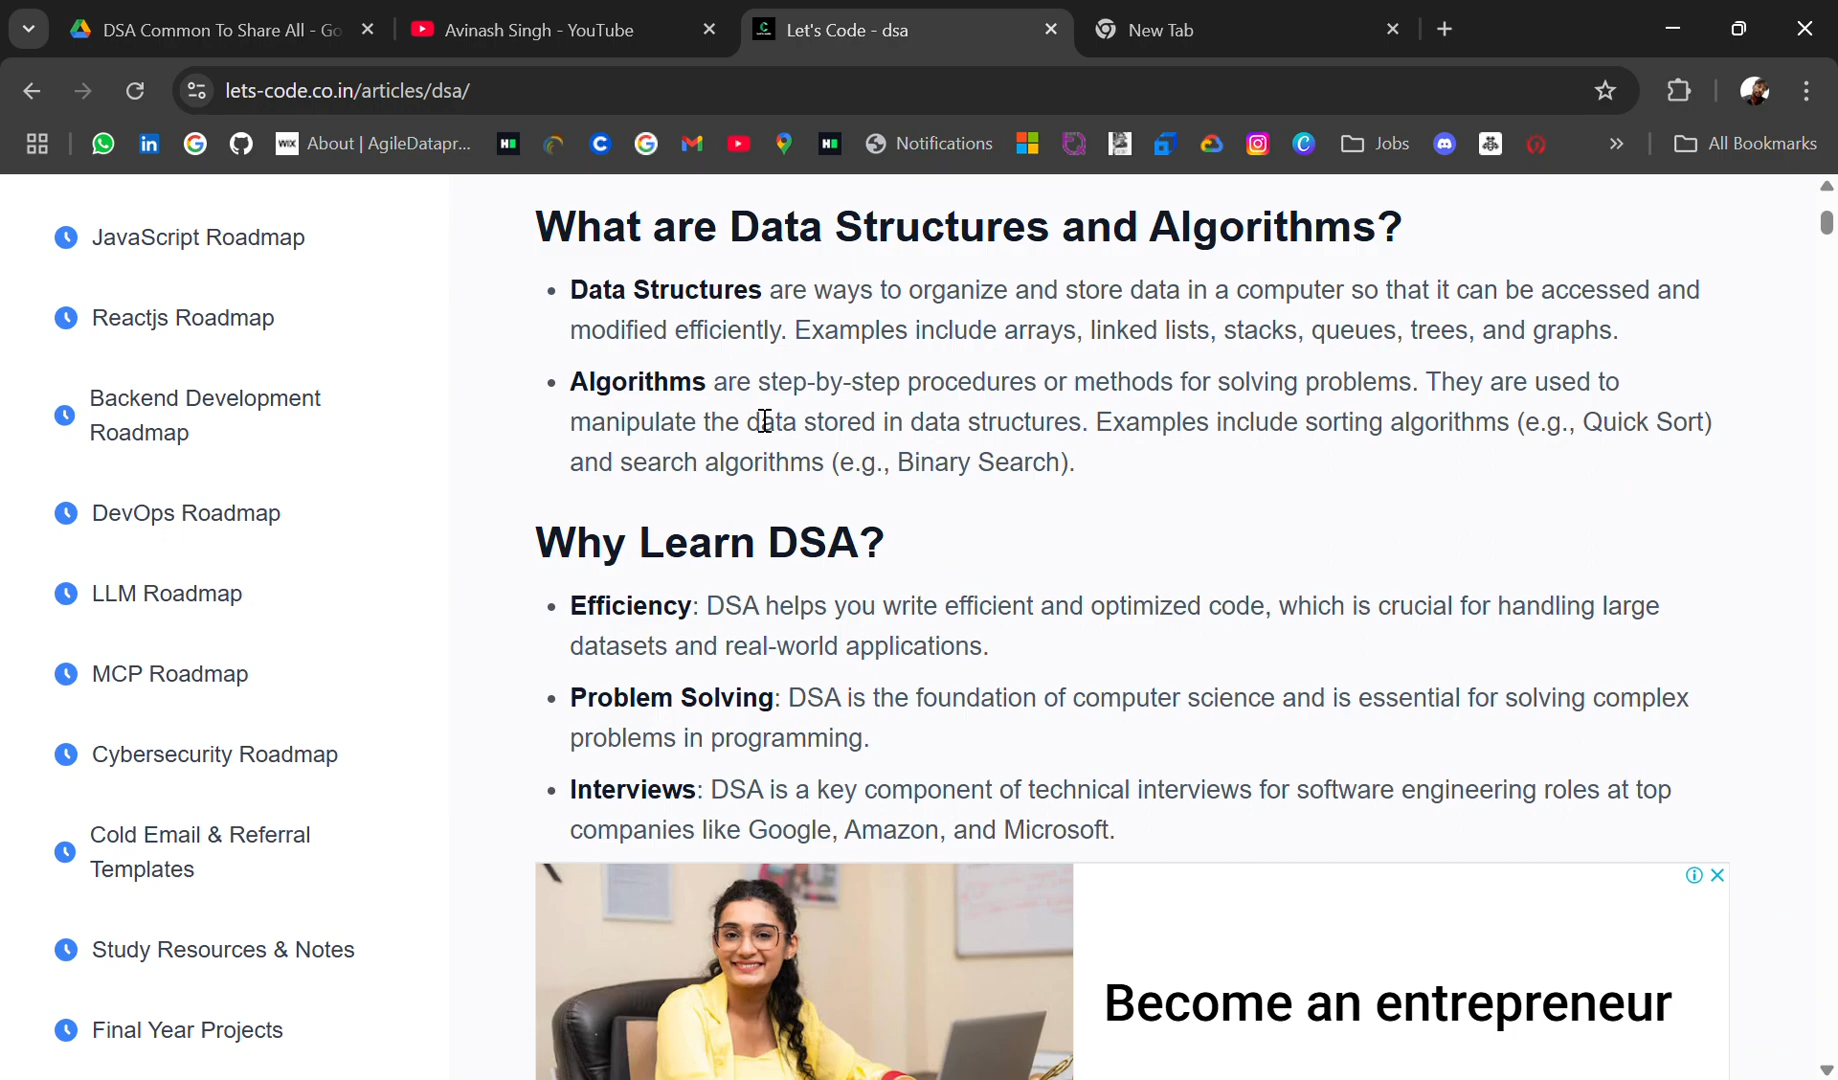 DSA Common To Share All - Go
Avinash Singh - YouTube
Let's Code - dsa
New Tab
lets-code.co.in/articles/dsa/
WIX
About | AgileDatapr...
Notifications
Jobs
All Bookmarks
JavaScript Roadmap
Reactjs Roadmap
Backend Development
Roadmap
DevOps Roadmap
LLM Roadmap
MCP Roadmap
Cybersecurity Roadmap
Cold Email & Referral
Templates
Study Resources & Notes
Final Year Projects
What are Data Structures and Algorithms?
• Data Structures are ways to organize and store data in a computer so that it can be accessed and
modified efficiently. Examples include arrays, linked lists, stacks, queues, trees, and graphs.
• Algorithms are step-by-step procedures or methods for solving problems. They are used to
manipulate the data stored in data structures. Examples include sorting algorithms (e.g., Quick Sort)
and search algorithms (e.g., Binary Search).
Why Learn DSA?
• Efficiency: DSA helps you write efficient and optimized code, which is crucial for handling large
datasets and real-world applications.
• Problem Solving: DSA is the foundation of computer science and is essential for solving complex
problems in programming.
• Interviews: DSA is a key component of technical interviews for software engineering roles at top
companies like Google, Amazon, and Microsoft.
Become an entrepreneur